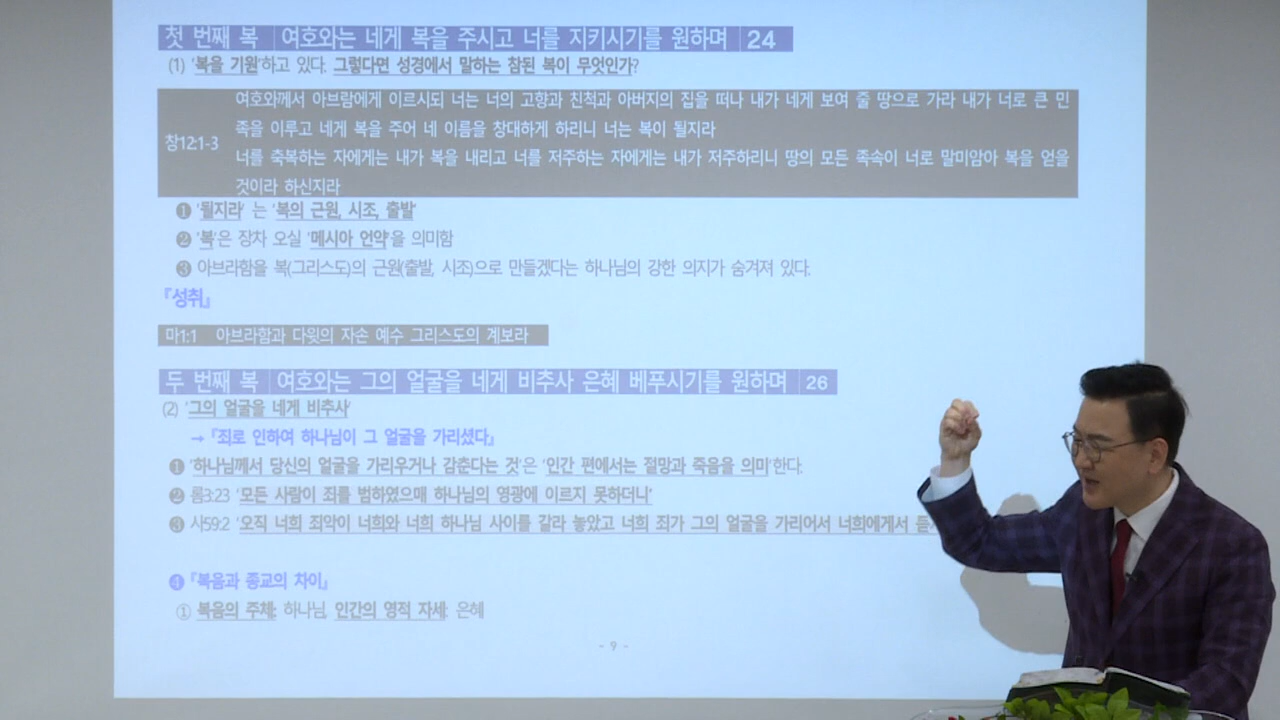 첫 번째 복 여호와는 네게 복을 주시고 너를 지키시기를 원하며 24
(1) '복을 기원'하고 있다. 그렇다면 성경에서 말하는 참된 복이 무엇인가?
여호와께서 아브람에게 이르시되 너는 너의 고향과 친척과 아버지의 집을 떠나 내가 네게 보여 줄 땅으로 가라 내가 너로 큰 민
창12:1-3 족을 이루고 네게 복을 주어 네 이름을 창대하게 하리니 너는 복이 될지라
너를 축복하는 자에게는 내가 복을 내리고 너를 저주하는 자에게는 내가 저주하리니 땅의 모든 족속이 너로 말미암아 복을 얻을
것이라 하신지라
❶ '될지라' 는 '복의 근원, 시조, 출발'
❷ '복'은 장차 오실 '메시아 언약'을 의미함
❸ 아브라함을 복(그리스도)의 근원(출발, 시조)으로 만들겠다는 하나님의 강한 의지가 숨겨져 있다.
『성취』
마1:1 아브라함과 다윗의 자손 예수 그리스도의 계보라
두 번째 복 여호와는 그의 얼굴을 네게 비추사 은혜 베푸시기를 원하며 26
(2) '그의 얼굴을 네게 비추사'
→ 『죄로 인하여 하나님이 그 얼굴을 가리셨다』
❶ '하나님께서 당신의 얼굴을 가리우거나 감춘다는 것'은 '인간 편에서는 절망과 죽음을 의미'한다.
❷ 롬3:23 '모든 사람이 죄를 범하였으매 하나님의 영광에 이르지 못하더니'
❸ 사59:2 '오직 너희 죄악이 너희와 너희 하나님 사이를 갈라 놓았고 너희 죄가 그의 얼굴을 가리어서 너희에게서
❹ 『복음과 종교의 차이』
① 복음의 주체: 하나님, 인간의 영적 자세: 은혜
- 9 -